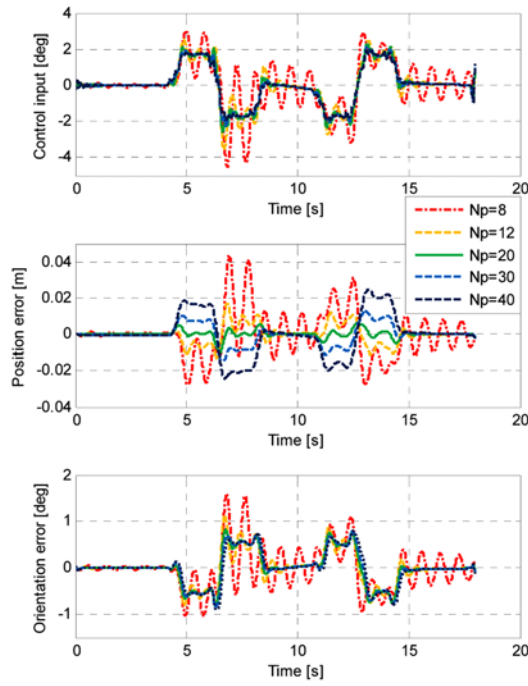 4
2
0
-2
-4
Control input [deg]
0
5
10
15
20
Time [s]
Np=8
Np=12
Np=20
Np=30
Np=40
0.04
0.02
0
-0.02
-0.04
Position error [m]
0
5
10
15
20
Time [s]
2
1
0
-1
Orientation error [deg]
0
5
10
15
20
Time [s]